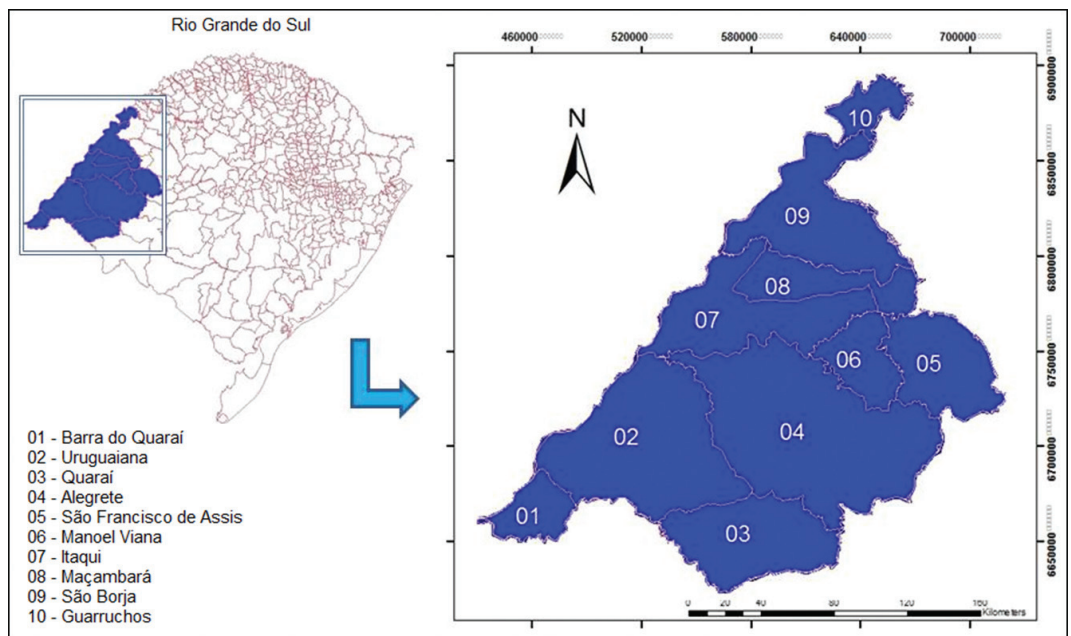 Rio Grande do Sul
460000 520000 580000 640000 700000
6900000
6850000
6800000
6750000
6700000
6650000
N
10
09
08
07
06
05
04
02
01
03
01 - Barra do Quaraí
02 - Uruguaiana
03 - Quaraí
04 - Alegrete
05 - São Francisco de Assis
06 - Manoel Viana
07 - Itaqui
08 - Maçambará
09 - São Borja
10 - Guarruchos
0 20 40 80 120 160
Kilometers